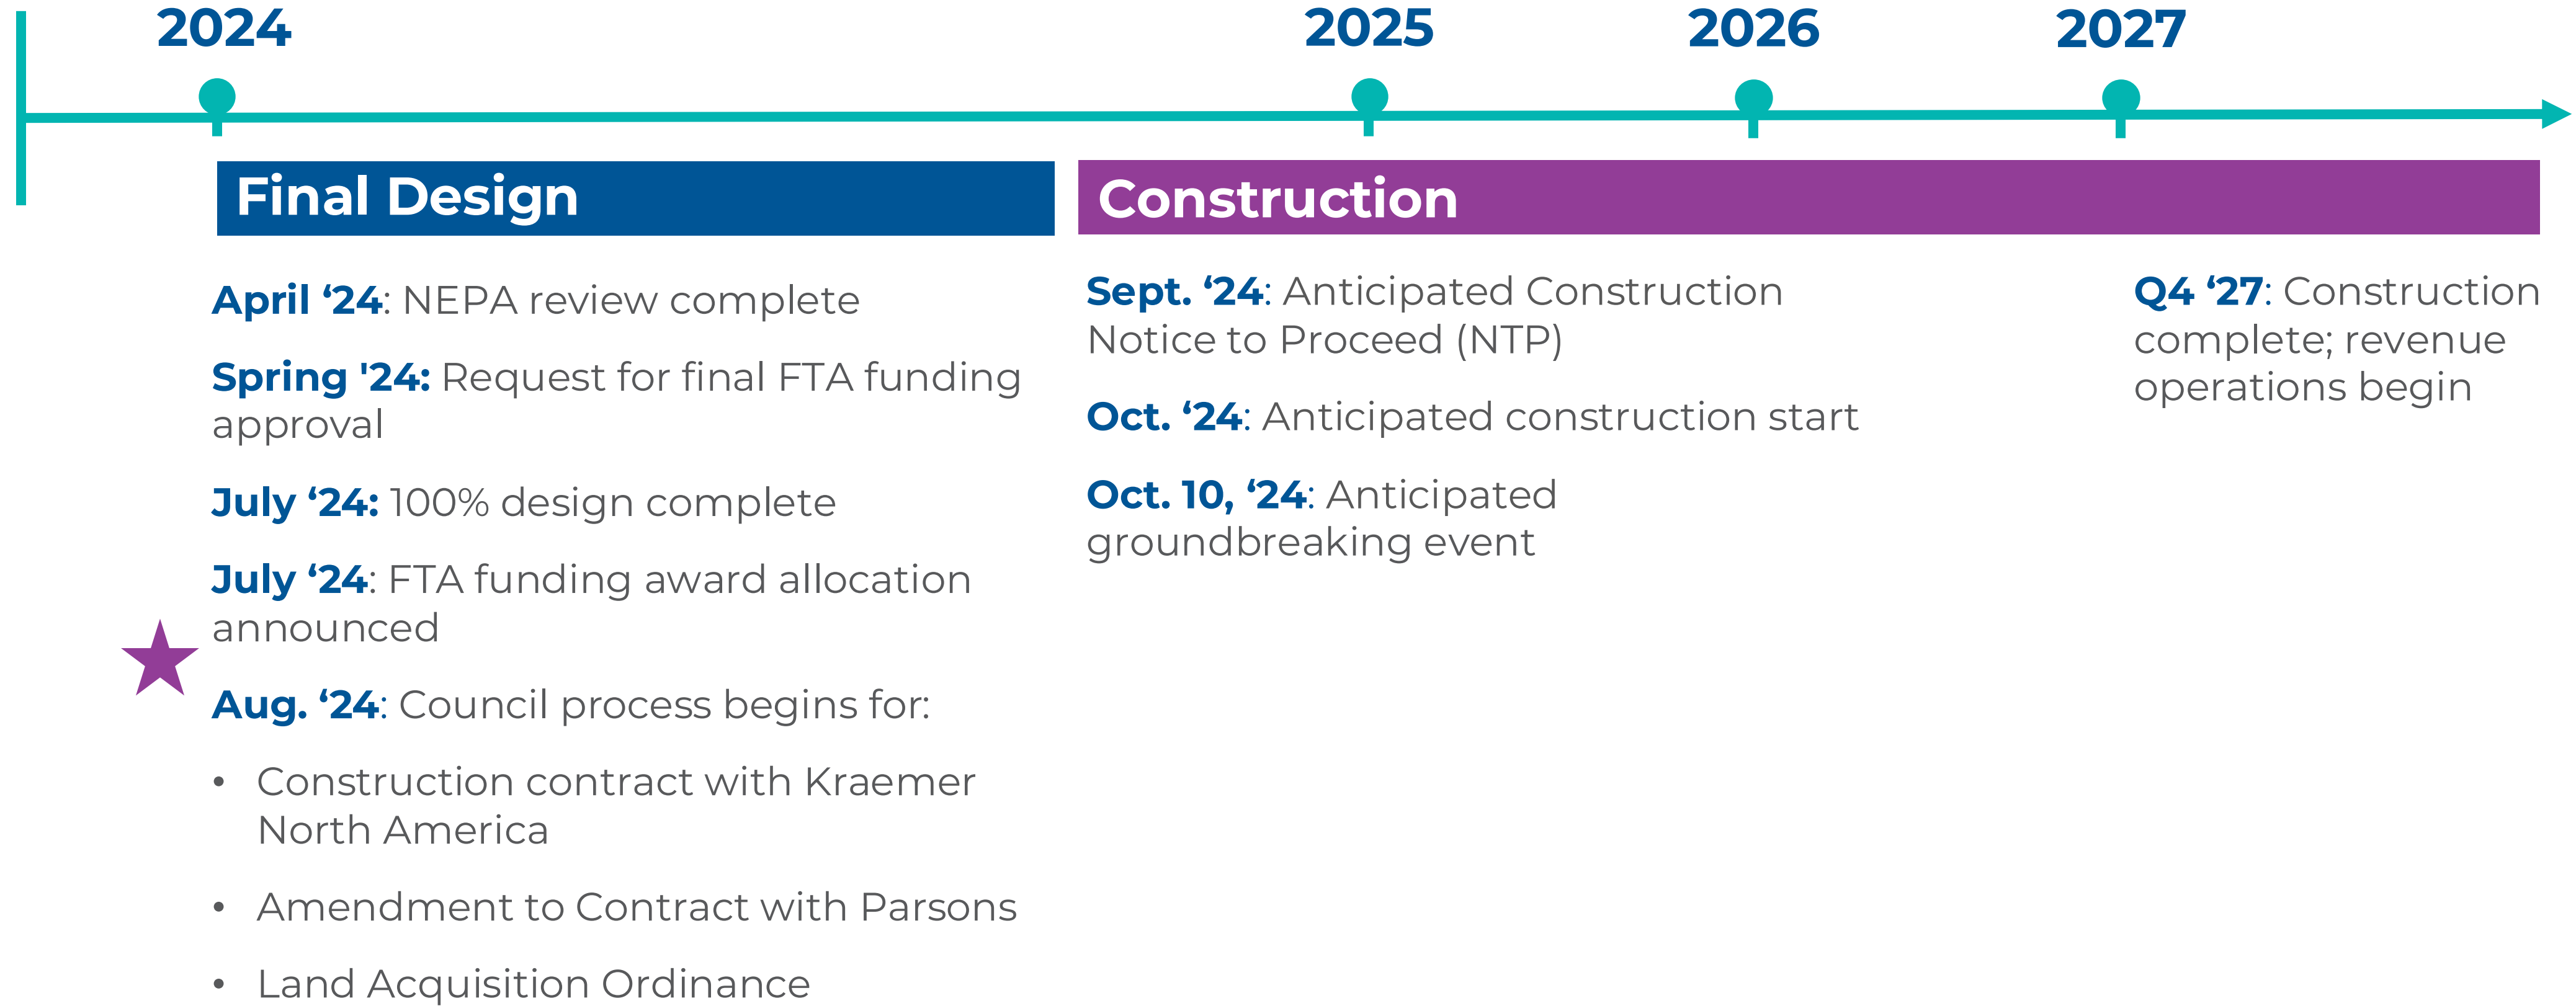 2024
2025
2026
2027
Final Design
Construction
April ‘24: NEPA review complete
Spring '24: Request for final FTA funding
approval
July ‘24: 100% design complete
July ‘24: FTA funding award allocation
announced
Aug. ‘24: Council process begins for:
• Construction contract with Kraemer
North America
• Amendment to Contract with Parsons
• Land Acquisition Ordinance
Sept. ‘24: Anticipated Construction
Notice to Proceed (NTP)
Oct. ‘24: Anticipated construction start
Oct. 10, ‘24: Anticipated
groundbreaking event
Q4 ‘27: Construction
complete; revenue
operations begin